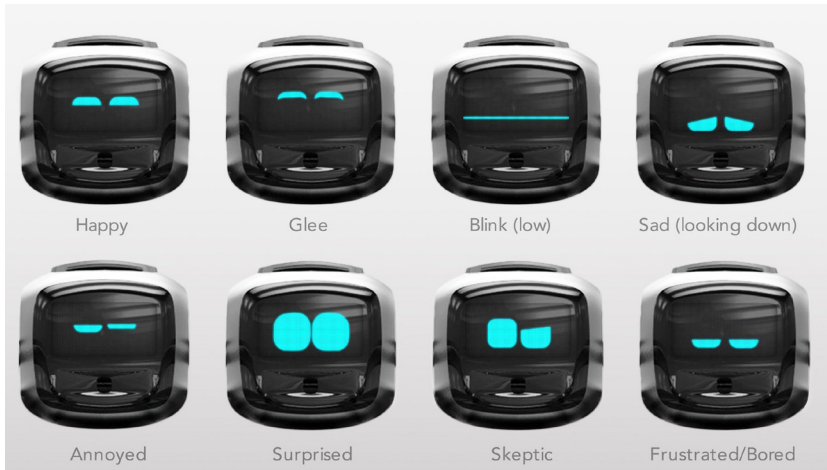 Happy
Glee
Blink (low)
Sad (looking down)
Annoyed
Surprised
Skeptic
Frustrated/Bored